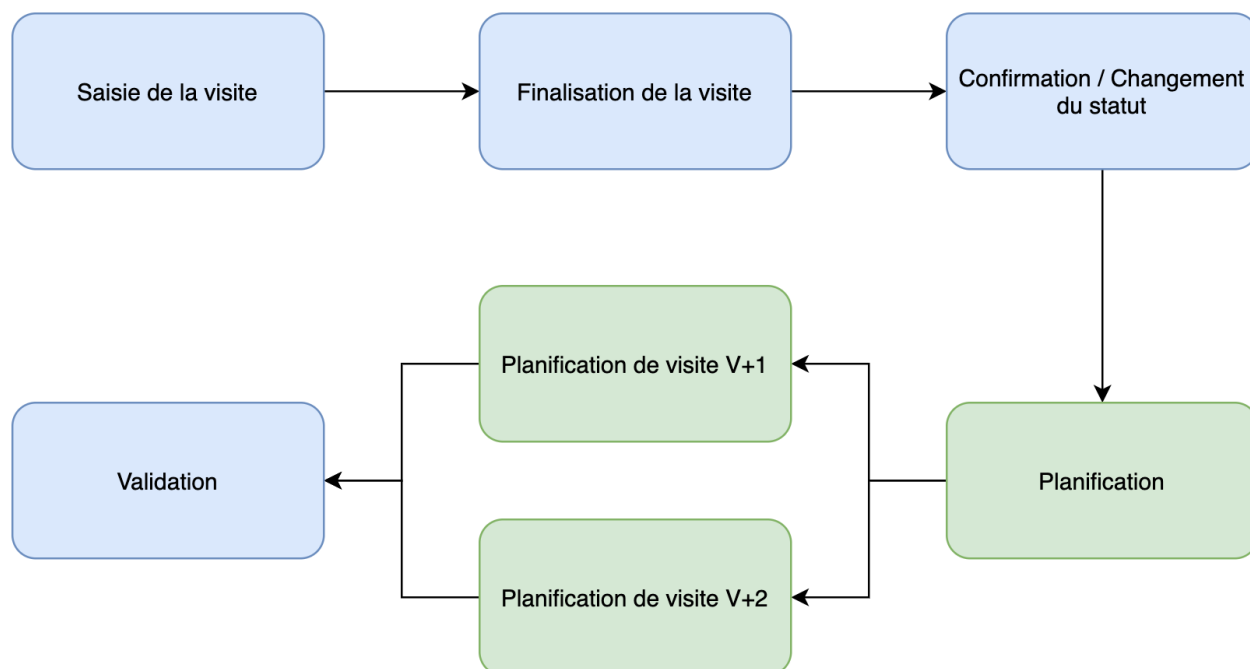 Saisie de la visite
Finalisation de la visite
Confirmation / Changement
du statut
Planification de visite V+1
Validation
Planification
Planification de visite V+2